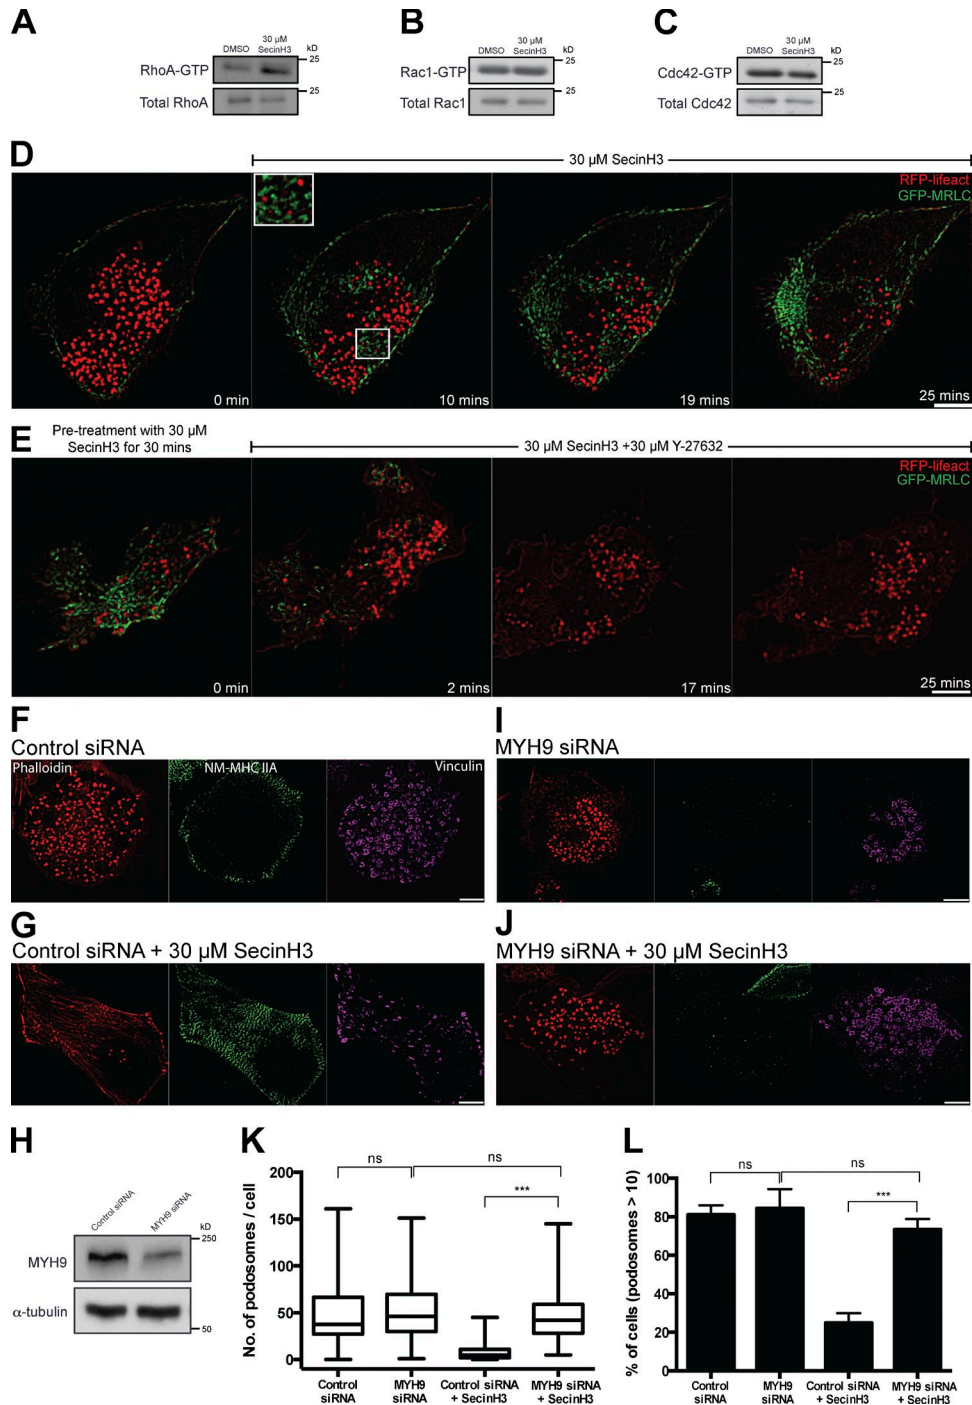 A
DMSO
30 µM
SecinH3
kD
RhoA-GTP
25
Total RhoA
25
B
DMSO
30 µM
SecinH3
kD
Rac1-GTP
25
Total Rac1
25
C
DMSO
30 µM
SecinH3
kD
Cdc42-GTP
25
Total Cdc42
25
D
30 µM SecinH3
RFP-lifeact
GFP-MRLC
0 min
10 mins
19 mins
25 mins
E
Pre-treatment with 30 µM
SecinH3 for 30 mins
30 µM SecinH3 +30 µM Y-27632
RFP-lifeact
GFP-MRLC
0 min
2 mins
17 mins
25 mins
F
Control siRNA
Phalloidin
NM-MHC IIA
Vinculin
I
MYH9 siRNA
G
Control siRNA + 30 µM SecinH3
J
MYH9 siRNA + 30 µM SecinH3
H
Control siRNA
MYH9 siRNA
kD
250
MYH9
α-tubulin
50
K
No. of podosomes / cell
200
150
100
50
0
ns
ns
***
Control
siRNA
MYH9
siRNA
Control siRNA
+ SecinH3
MYH9 siRNA
+ SecinH3
L
% of cells (podosomes > 10)
100
80
60
40
20
0
ns
ns
***
Control
siRNA
MYH9
siRNA
Control siRNA
+ SecinH3
MYH9 siRNA
+ SecinH3